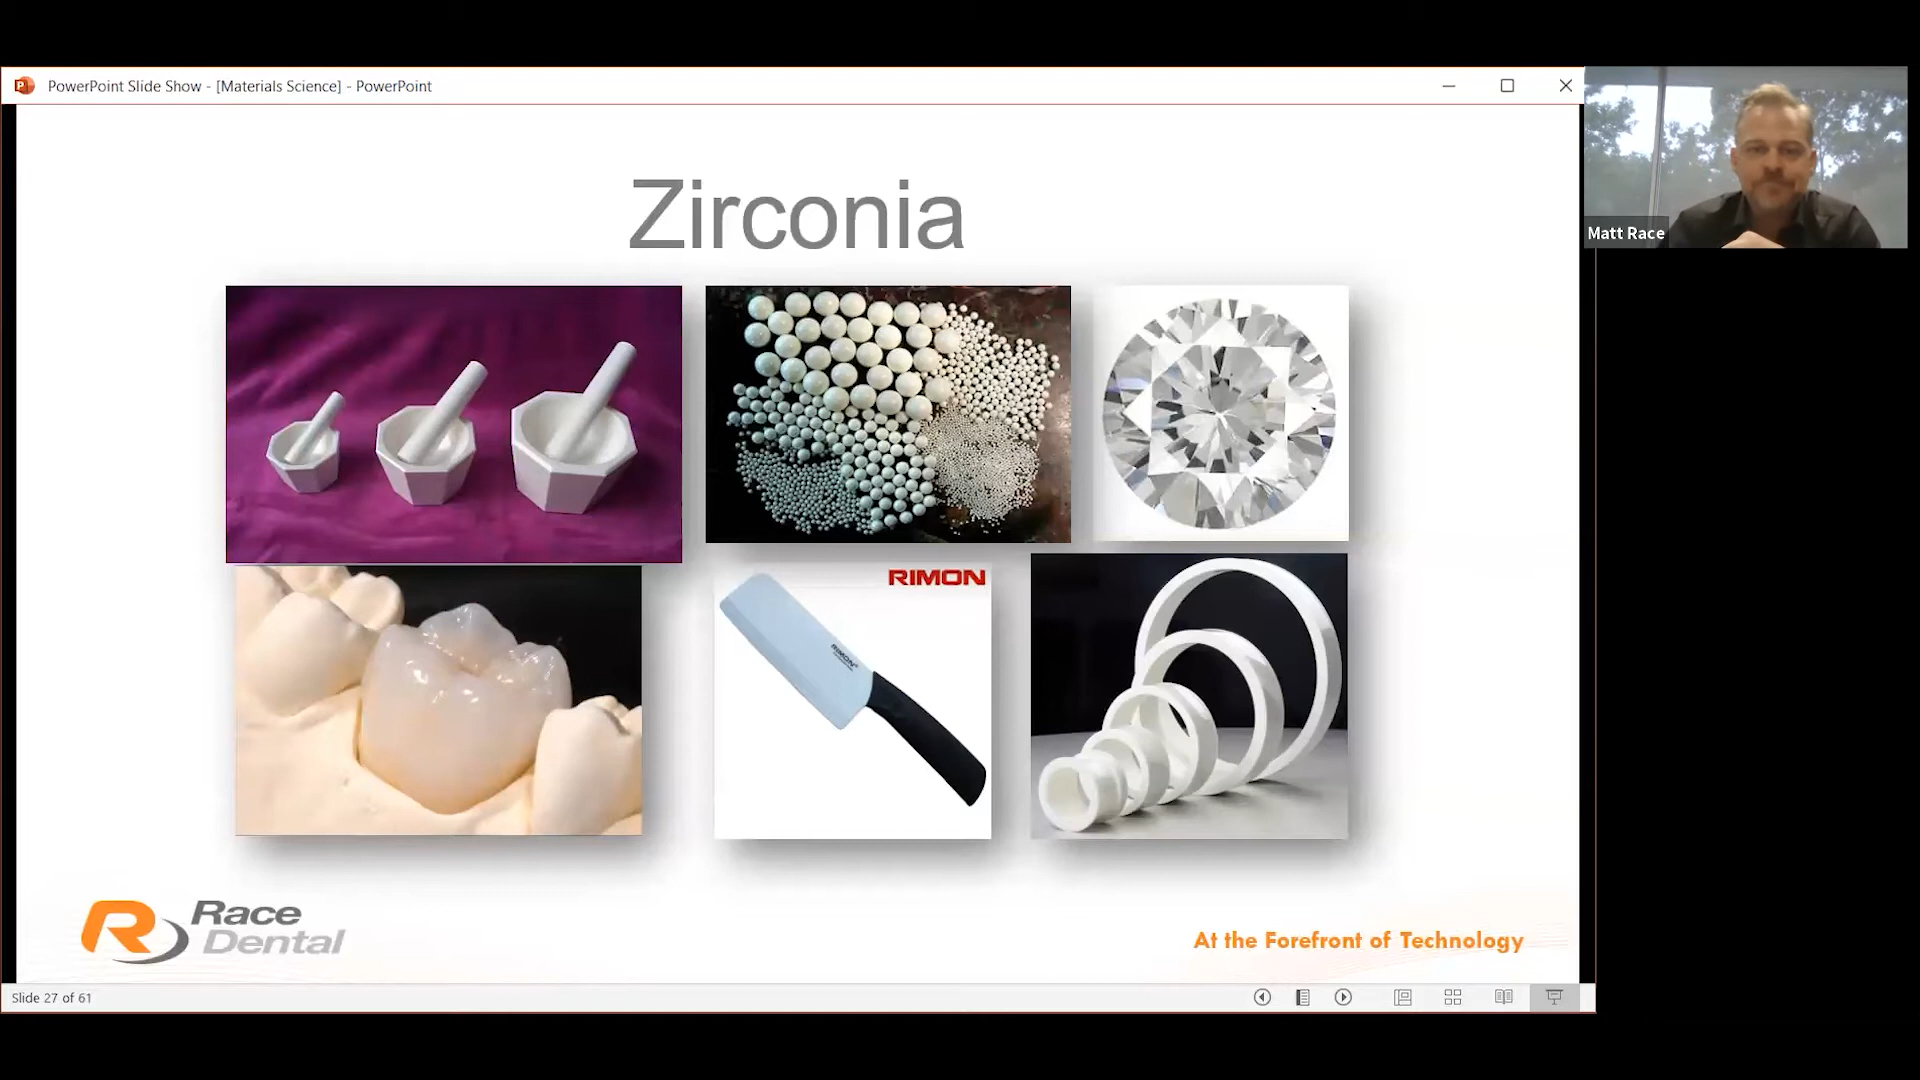 PowerPoint Slide Show - [Materials Science] - PowerPoint
Matt Race
Zirconia
RIMON
RIMON
Race
Dental
At the Forefront of Technology
Slide 27 of 61